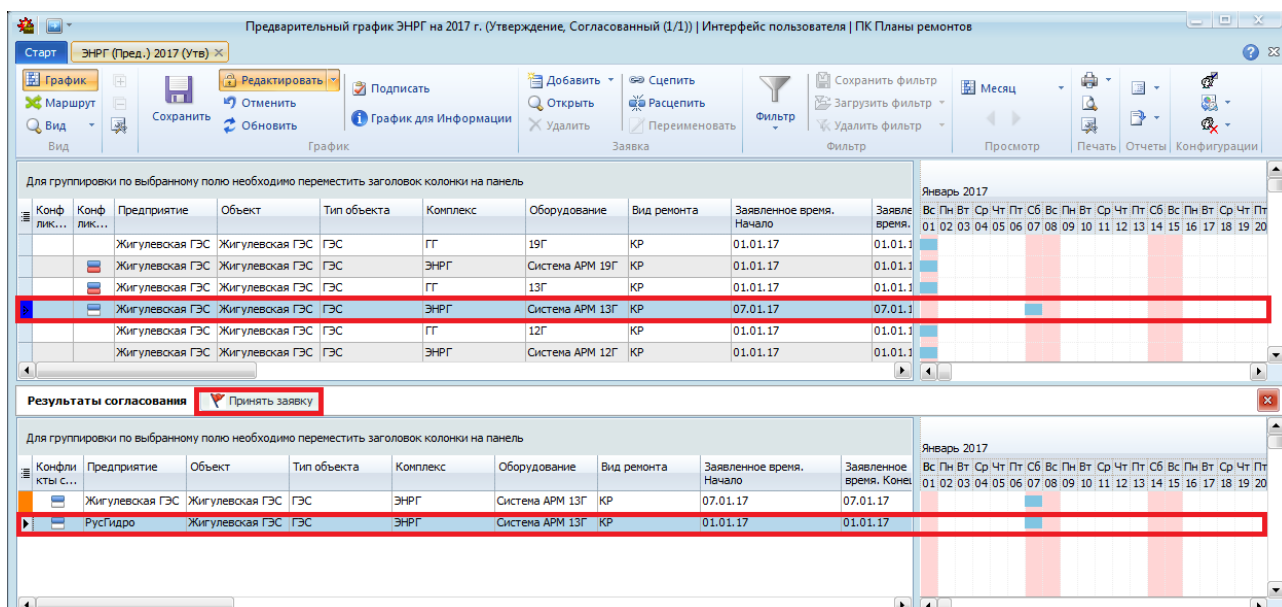 Предварительный график ЭНРГ на 2017 г. (Утверждение, Согласованный (1/1)) | Интерфейс пользователя | ПК Планы ремонтов
Старт ЭНРГ (Пред.) 2017 (Утв)
График Редактировать Подписать Добавить Сцепить Сохранить фильтр Месяц
Маршрут Сохранить Отменить График для Информации Открыть Расцепить Фильтр Загрузить фильтр
Вид Обновить Удалить Переименовать Удалить фильтр
Вид График Заявка Фильтр Просмотр Печать Отчеты Конфигурации
Для группировки по выбранному полю необходимо переместить заголовок колонки на панель
Январь 2017
Конф лик... Конф лик... Предприятие Объект Тип объекта Комплекс Оборудование Вид ремонта Заявленное время. Начало Заявле время. Вс Пн Вт Ср Чт Пт Сб Вс Пн Вт Ср Чт Пт Сб Вс Пн Вт Ср Чт Пт
01 02 03 04 05 06 07 08 09 10 11 12 13 14 15 16 17 18 19 20
Жигулевская ГЭС Жигулевская ГЭС ГЭС ГГ 19Г КР 01.01.17 01.01.1
Жигулевская ГЭС Жигулевская ГЭС ГЭС ЭНРГ Система АРМ 19Г КР 01.01.17 01.01.1
Жигулевская ГЭС Жигулевская ГЭС ГЭС ГГ 13Г КР 01.01.17 01.01.1
Жигулевская ГЭС Жигулевская ГЭС ГЭС ЭНРГ Система АРМ 13Г КР 07.01.17 07.01.1
Жигулевская ГЭС Жигулевская ГЭС ГЭС ГГ 12Г КР 01.01.17 01.01.1
Жигулевская ГЭС Жигулевская ГЭС ГЭС ЭНРГ Система АРМ 12Г КР 01.01.17 01.01.1
Результаты согласования Принять заявку
Для группировки по выбранному полю необходимо переместить заголовок колонки на панель
Январь 2017
Конфли кты с... Предприятие Объект Тип объекта Комплекс Оборудование Вид ремонта Заявленное время. Начало Заявленное время. Конец Вс Пн Вт Ср Чт Пт Сб Вс Пн Вт Ср Чт Пт Сб Вс Пн Вт Ср Чт Пт
01 02 03 04 05 06 07 08 09 10 11 12 13 14 15 16 17 18 19 20
Жигулевская ГЭС Жигулевская ГЭС ГЭС ЭНРГ Система АРМ 13Г КР 07.01.17 07.01.17
РусГидро Жигулевская ГЭС ГЭС ЭНРГ Система АРМ 13Г КР 01.01.17 01.01.17